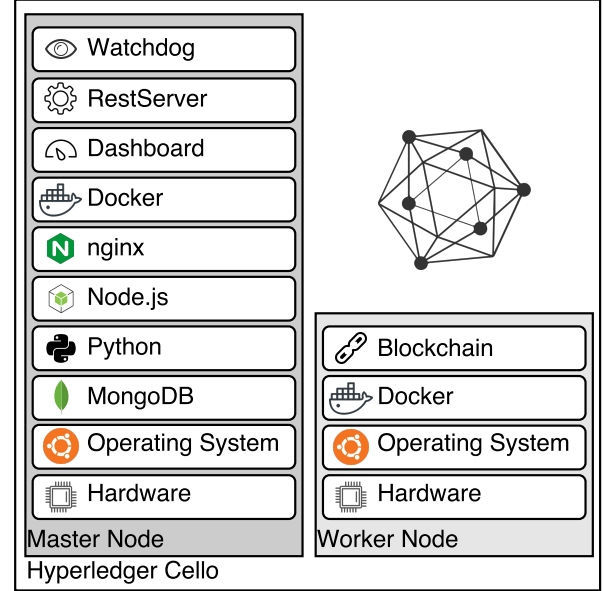 Watchdog
RestServer
Dashboard
Docker
nginx
Node.js
Python
MongoDB
Operating System
Hardware
Master Node
Blockchain
Docker
Operating System
Hardware
Worker Node
Hyperledger Cello